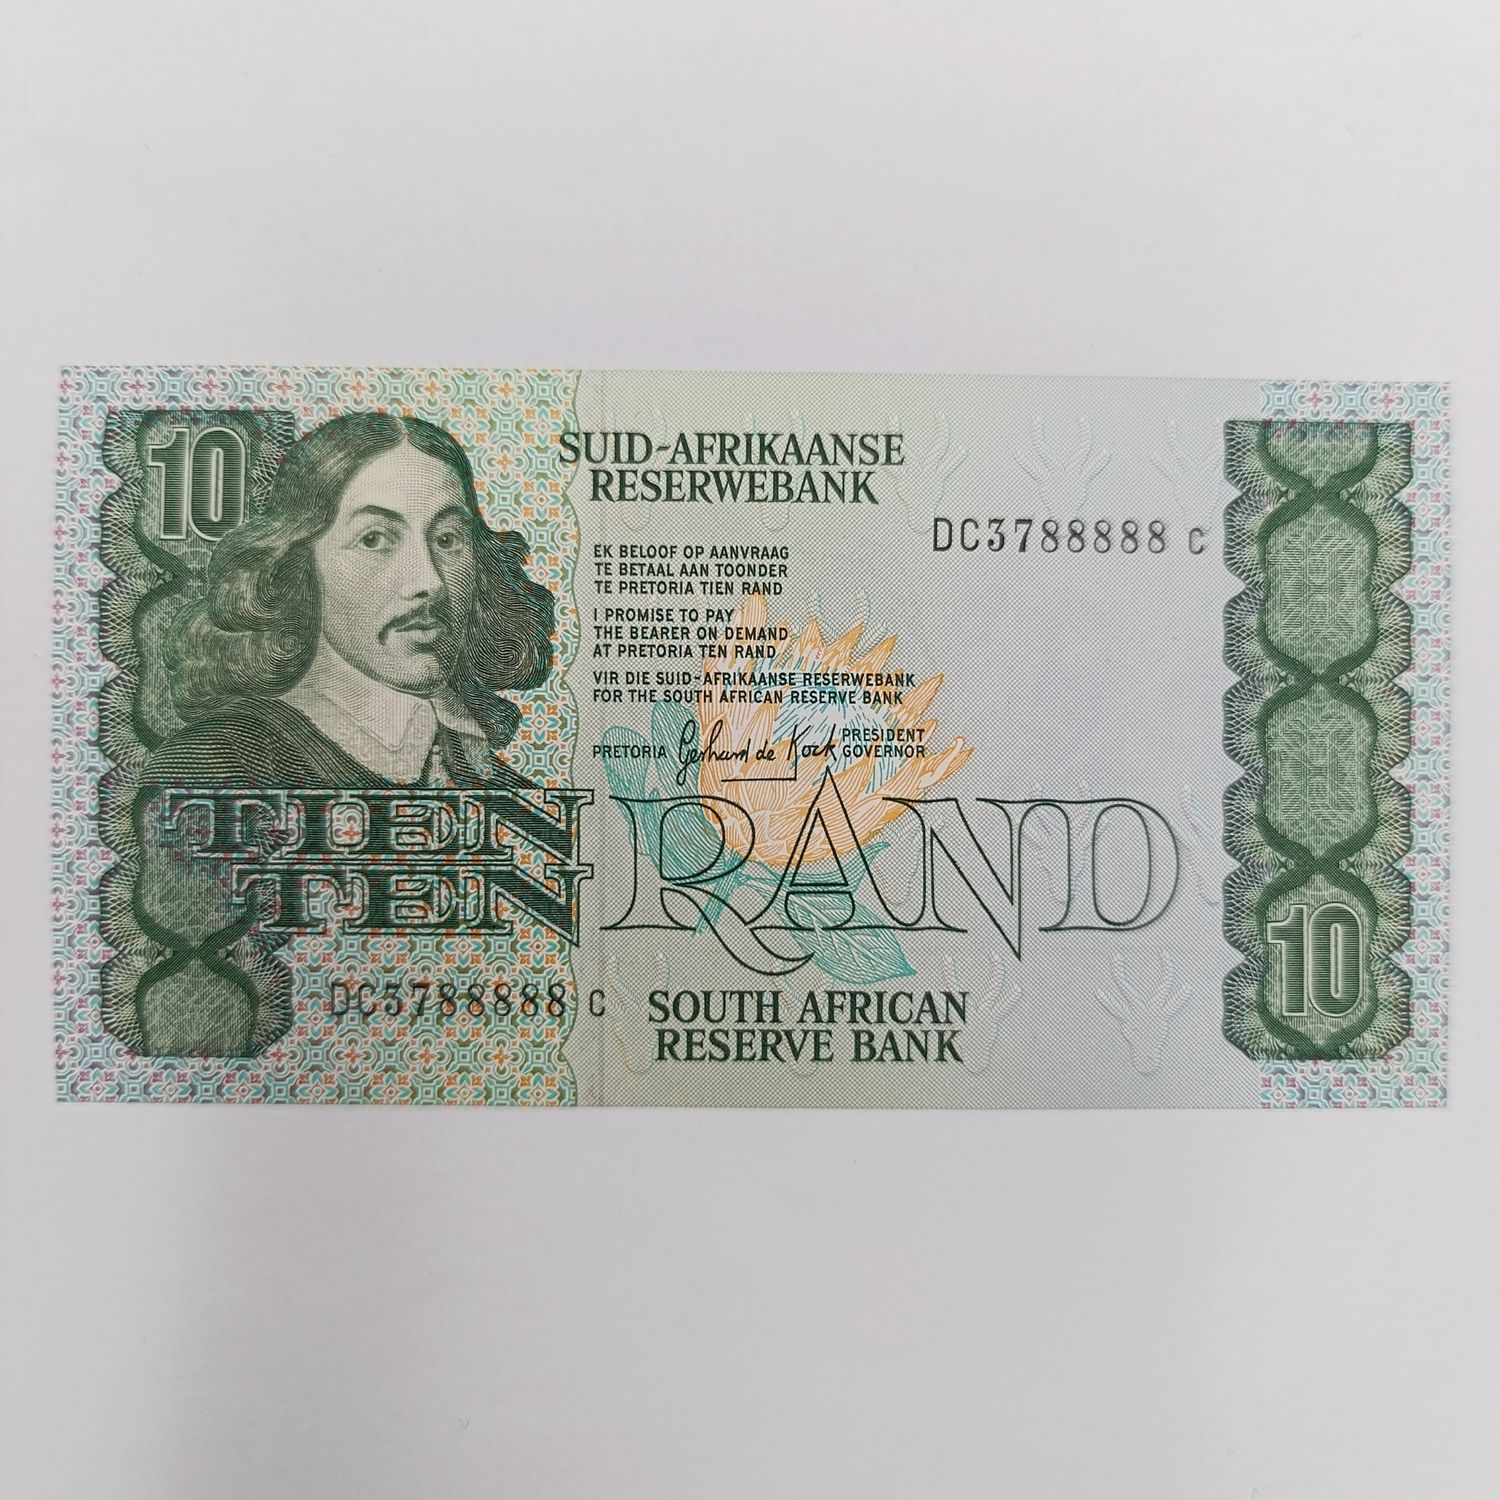 10
SUID-AFRIKAANSE
RESERWEBANK
DC3788888 C
EK BELOOF OP AANVRAAG
TE BETAAL AAN TOONDER
TE PRETORIA TIEN RAND
I PROMISE TO PAY
THE BEARER ON DEMAND
AT PRETORIA TEN RAND
VIR DIE SUID-AFRIKAANSE RESERWEBANK
FOR THE SOUTH AFRICAN RESERVE BANK
PRETORIA Gerhard de Kock PRESIDENT
GOVERNOR
TIEN
TEN
RAND
10
DC3788888 C
SOUTH AFRICAN
RESERVE BANK